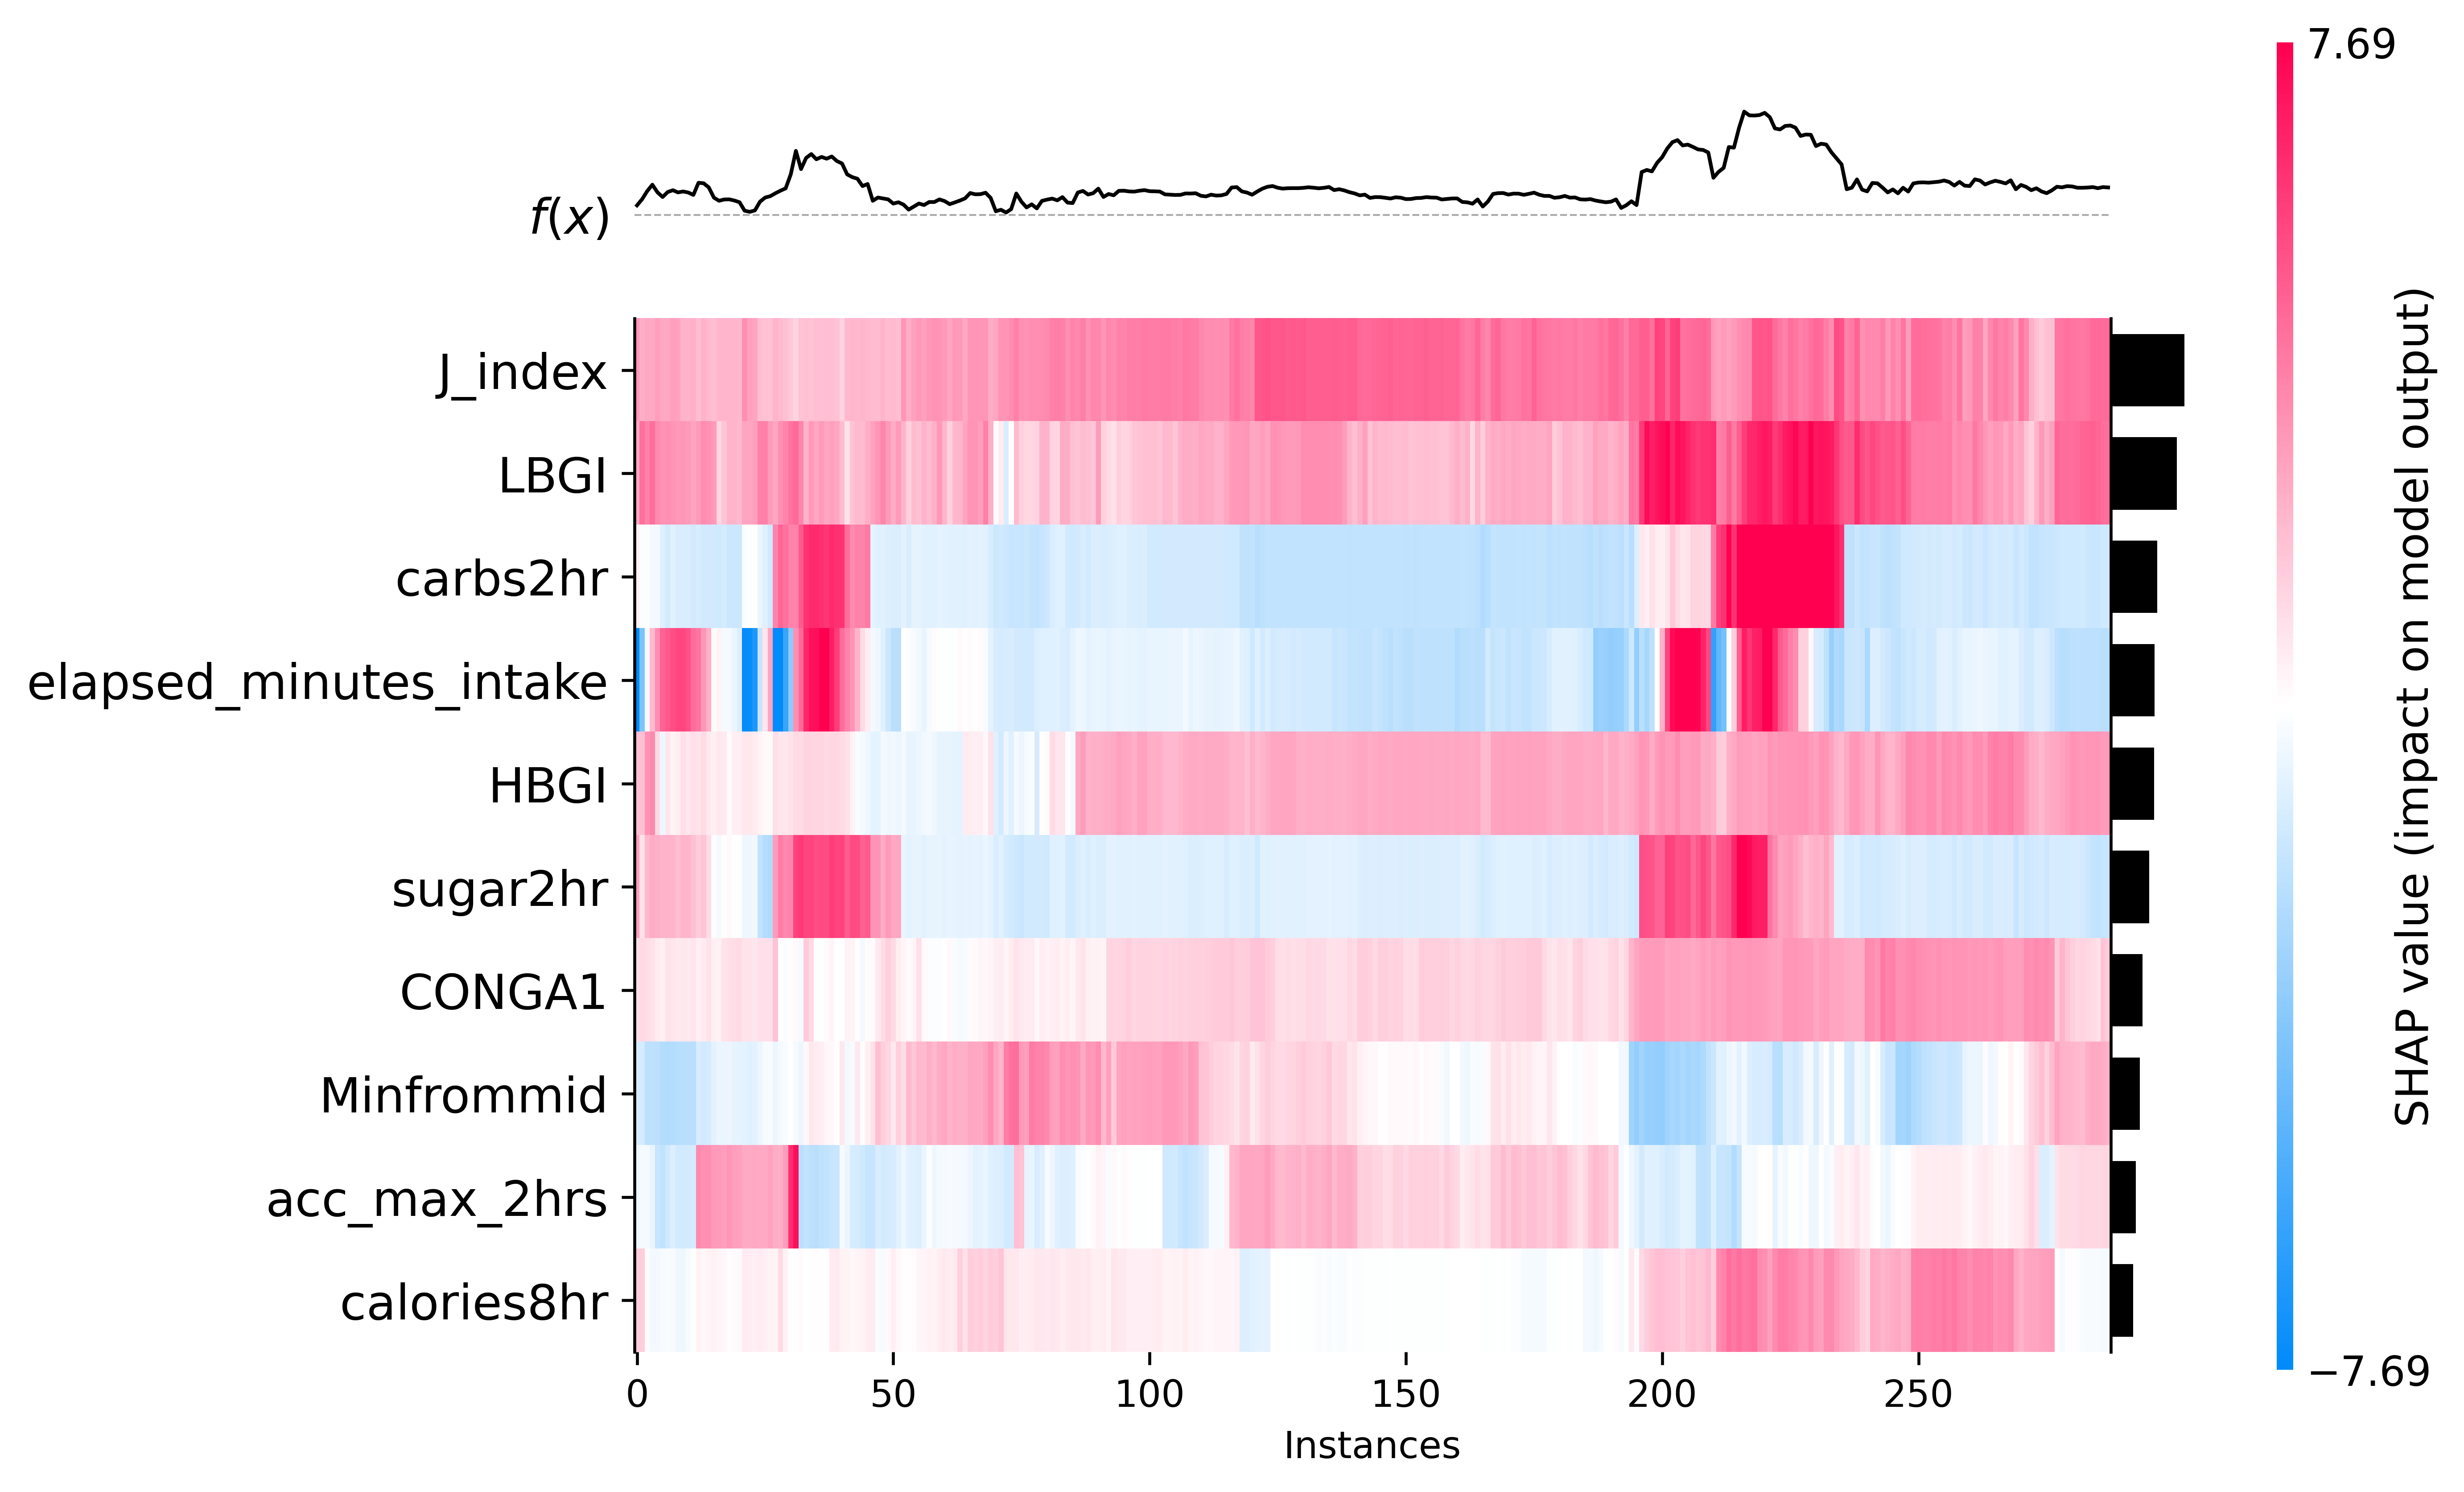 7.69
f(x)
J_index
LBGI
carbs2hr
elapsed_minutes_intake
HBGI
sugar2hr
CONGA1
Minfrommid
acc_max_2hrs
calories8hr
0 50 100 150 200 250
Instances
−7.69
SHAP value (impact on model output)